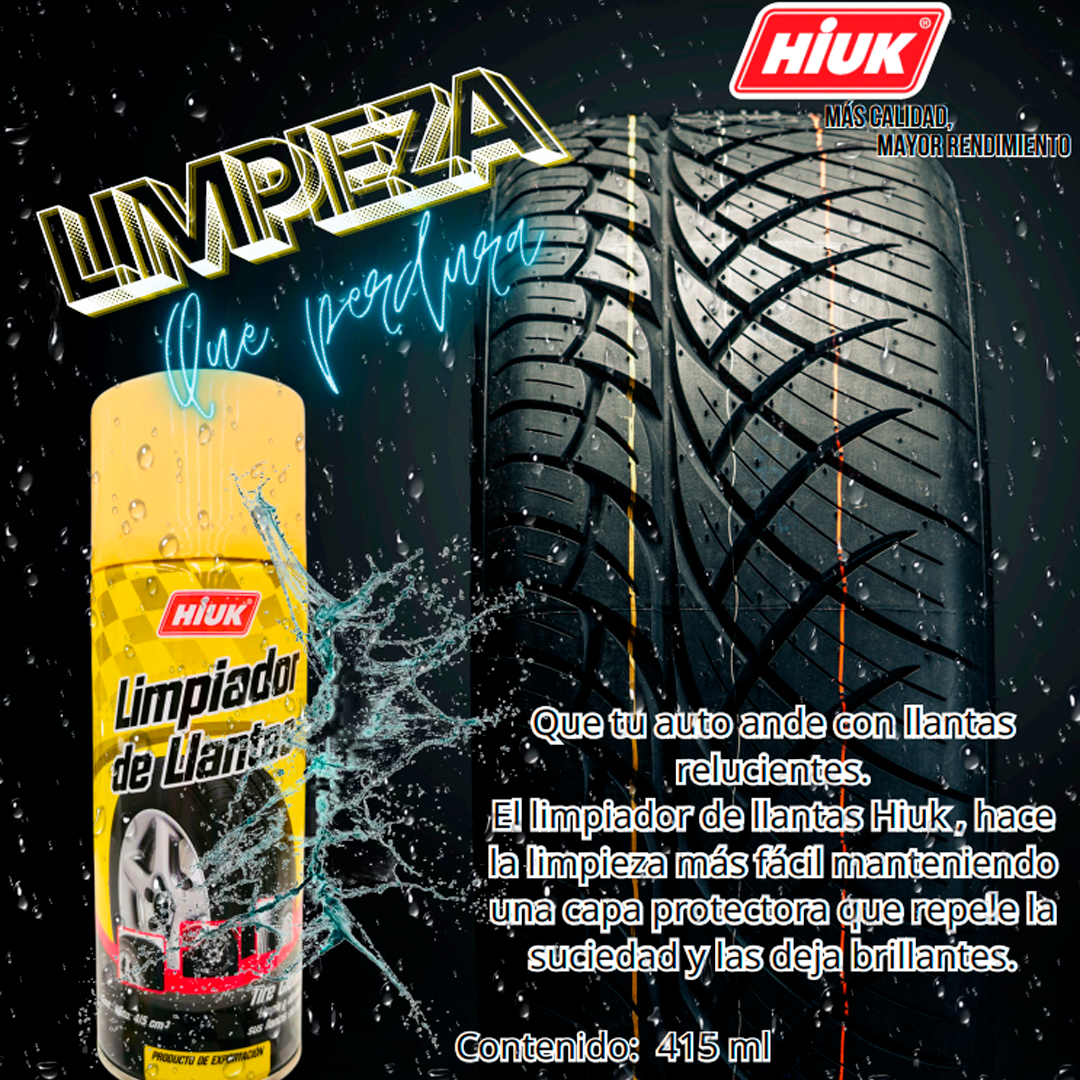 HiUK®
MÁS CALIDAD,
MAYOR RENDIMIENTO
LIMPIEZA
Que perdura
HiUK
Limpiador
de
415 cm³
PRODUCTO DE EXPORTACIÓN
Tire
Que tu auto ande con llantas
relucientes.
El limpiador de llantas Hiuk , hace
la limpieza más fácil manteniendo
una capa protectora que repele la
suciedad y las deja brillantes.
Contenido: 415 ml